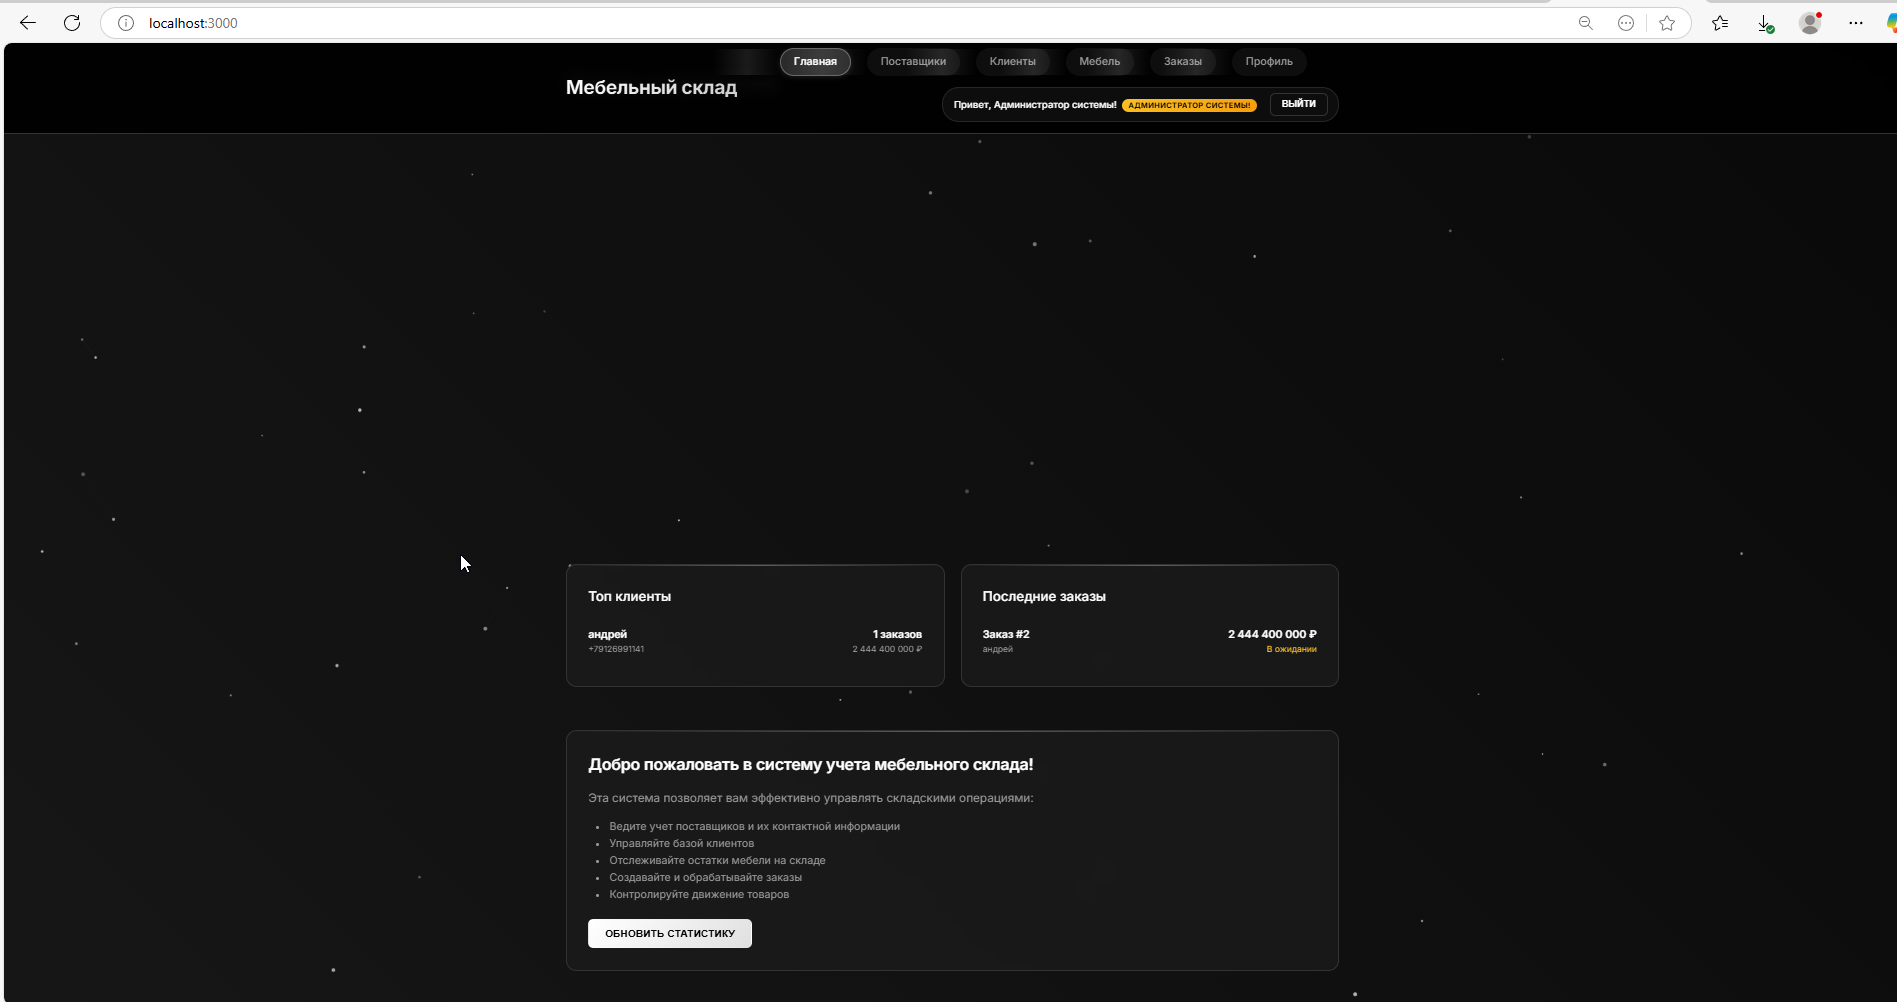 localhost:3000
Главная Поставщики Клиенты Мебель Заказы Профиль
Мебельный склад
Привет, Администратор системы! АДМИНИСТРАТОР СИСТЕМЫ! ВЫЙТИ
Топ клиенты
андрей 1 заказов
+79126991141 2 444 400 000 ₽
Последние заказы
Заказ #2 2 444 400 000 ₽
андрей В ожидании
Добро пожаловать в систему учета мебельного склада!
Эта система позволяет вам эффективно управлять складскими операциями:
Ведите учет поставщиков и их контактной информации
Управляйте базой клиентов
Отслеживайте остатки мебели на складе
Создавайте и обрабатывайте заказы
Контролируйте движение товаров
ОБНОВИТЬ СТАТИСТИКУ